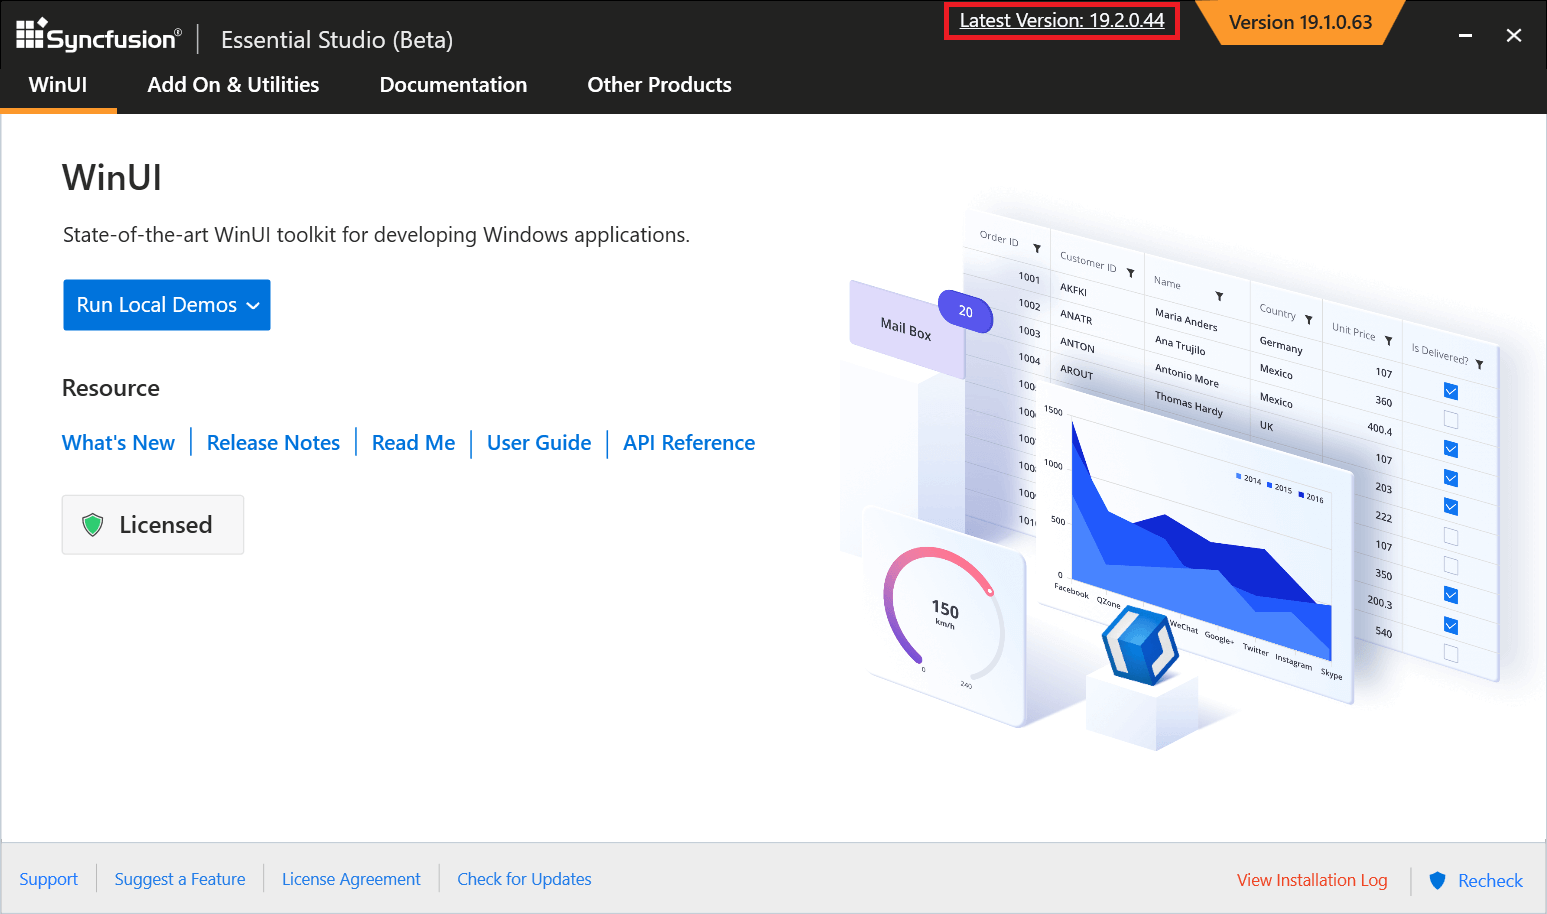 Syncfusion® Essential Studio (Beta)
Latest Version: 19.2.0.44
Version 19.1.0.63
WinUI Add On & Utilities Documentation Other Products
WinUI
State-of-the-art WinUI toolkit for developing Windows applications.
Run Local Demos
Resource
What's New Release Notes Read Me User Guide API Reference
Licensed
Mail Box 20
Order ID Customer ID Name Country Unit Price Is Delivered?
1001 AKFKI Maria Anders Germany 107
1002 ANATR Ana Trujilo Mexico 360
1003 ANTON Antonio More Mexico 400.4
1004 AROUT Thomas Hardy UK 107
100 203
100 222
100 107
100 350
100 200.3
101 540
1500
1000
500
0
2014 2015 2016
Facebook QZone WeChat Google+ Twitter Instagram Skype
150
km/h
0
240
Support Suggest a Feature License Agreement Check for Updates View Installation Log Recheck